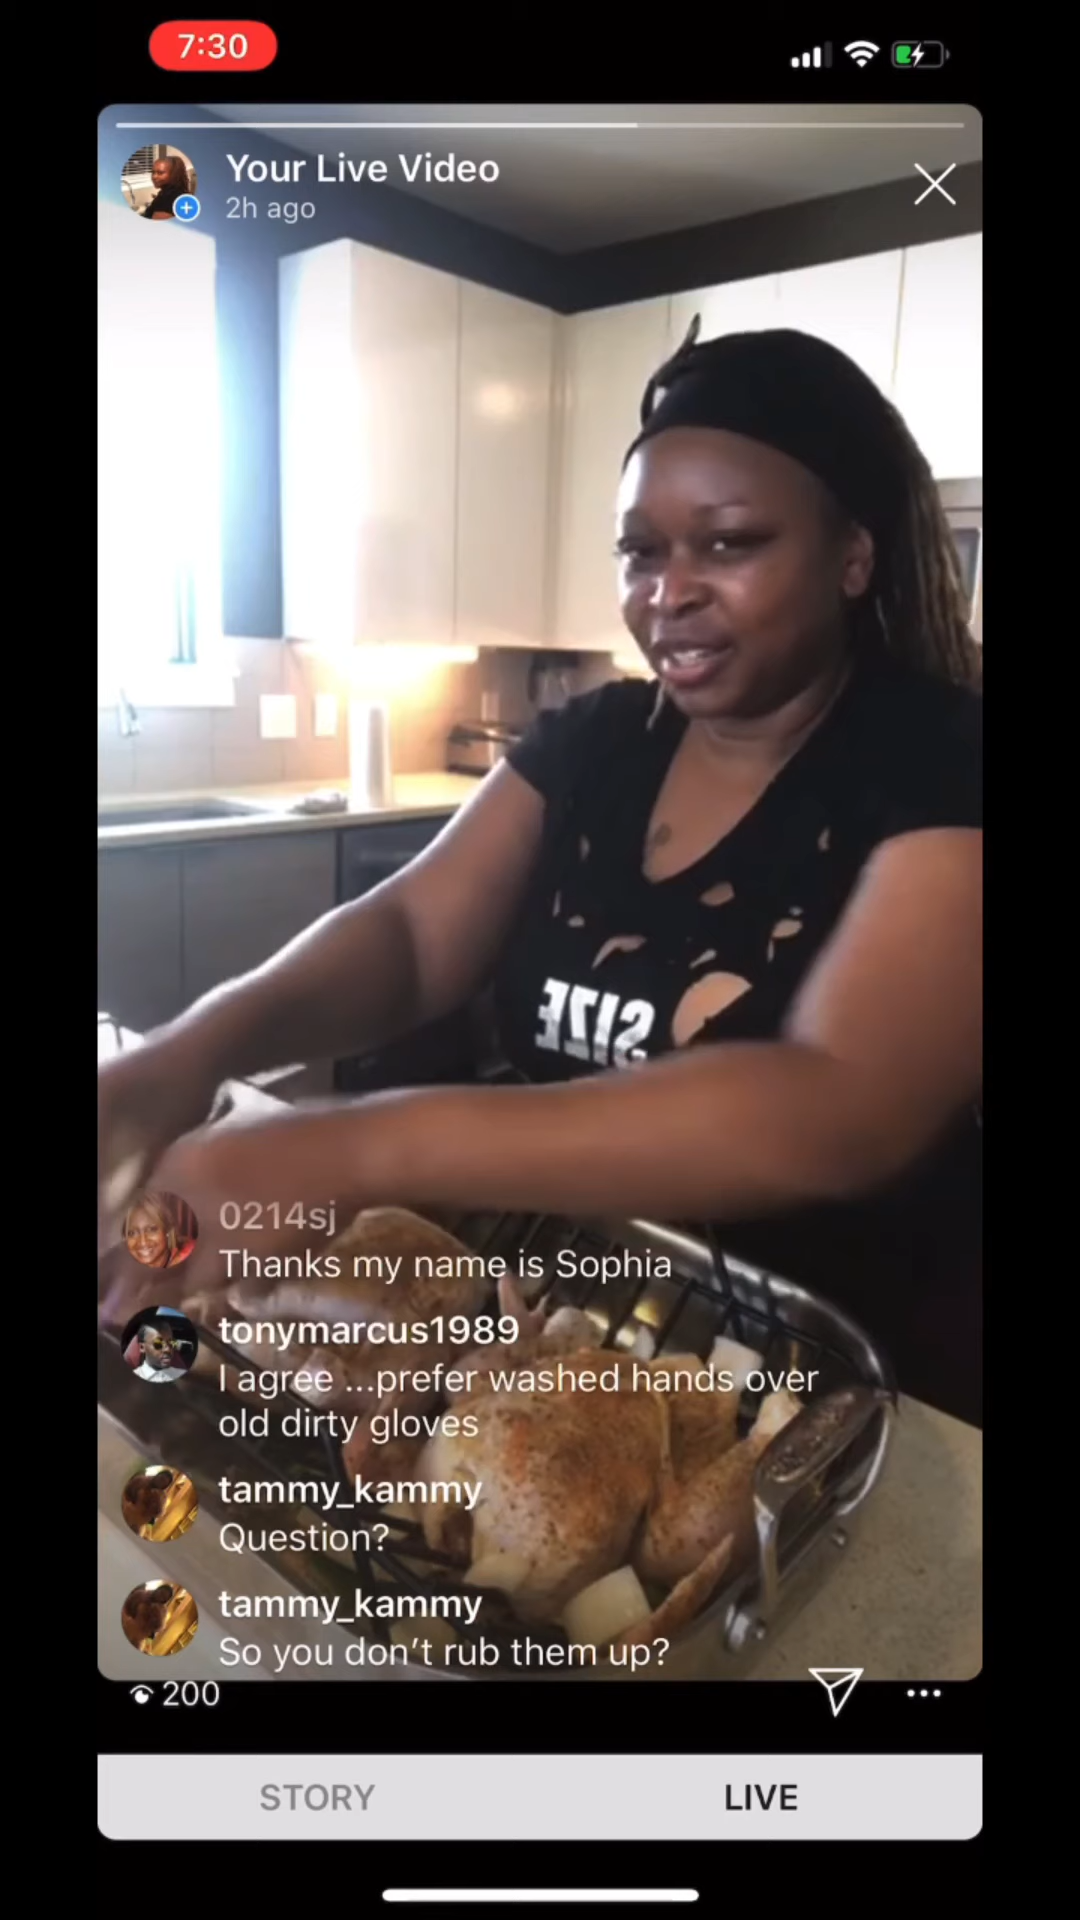 7:30
Your Live Video
2h ago
SIZE
0214sj
Thanks my name is Sophia
tonymarcus1989
I agree ...prefer washed hands over
old dirty gloves
tammy_kammy
Question?
tammy_kammy
So you don't rub them up?
200
STORY
LIVE